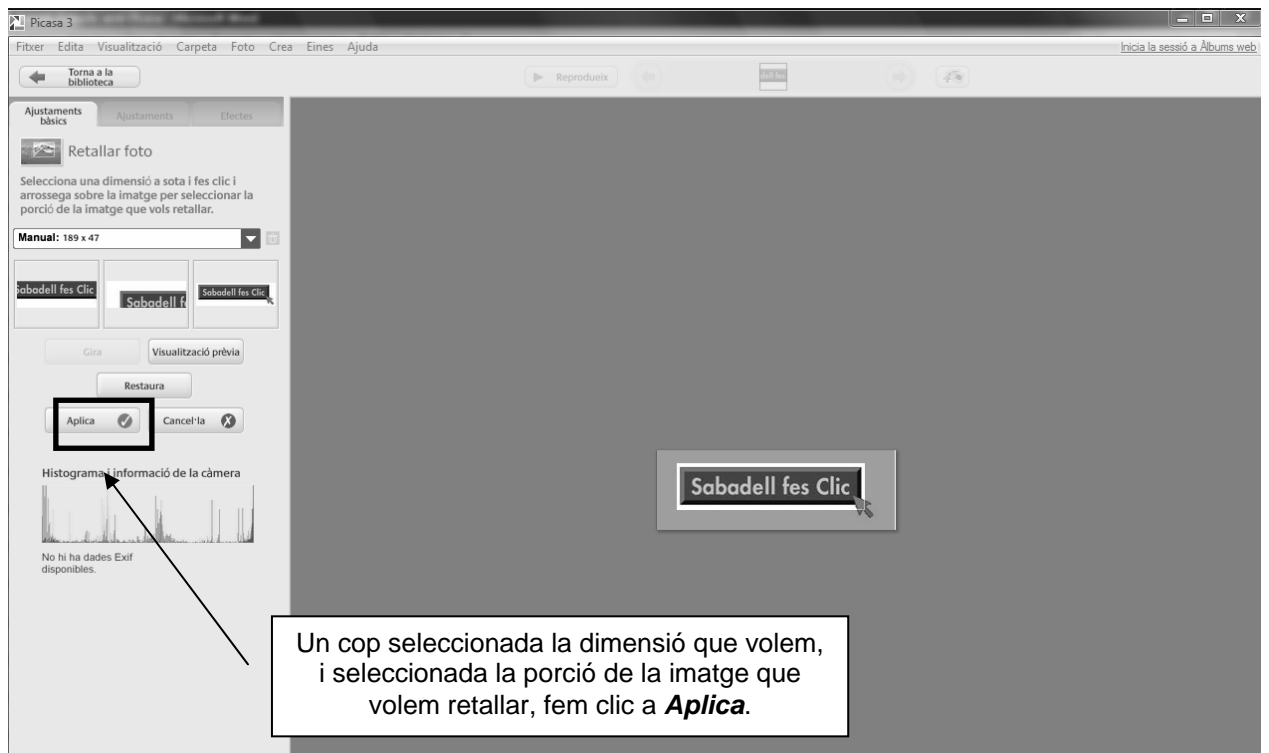 Picasa 3
Fitxer Edita Visualització Carpeta Foto Crea Eines Ajuda
Inicia la sessió a Àlbums web
Torna a la
biblioteca
Reprodueix
Ajustaments
bàsics
Ajustaments
Efectes
Retallar foto
Selecciona una dimensió a sota i fes clic i
arrossega sobre la imatge per seleccionar la
porció de la imatge que vols retallar.
Manual: 189 x 47
Sabadell fes Clic
Sabadell f
Sabadell fes Clic
Gira
Visualització prèvia
Restaura
Aplica
Cancel·la
Histograma i informació de la càmera
No hi ha dades Exif
disponibles.
Sabadell fes Clic
Un cop seleccionada la dimensió que volem,
i seleccionada la porció de la imatge que
volem retallar, fem clic a Aplica.